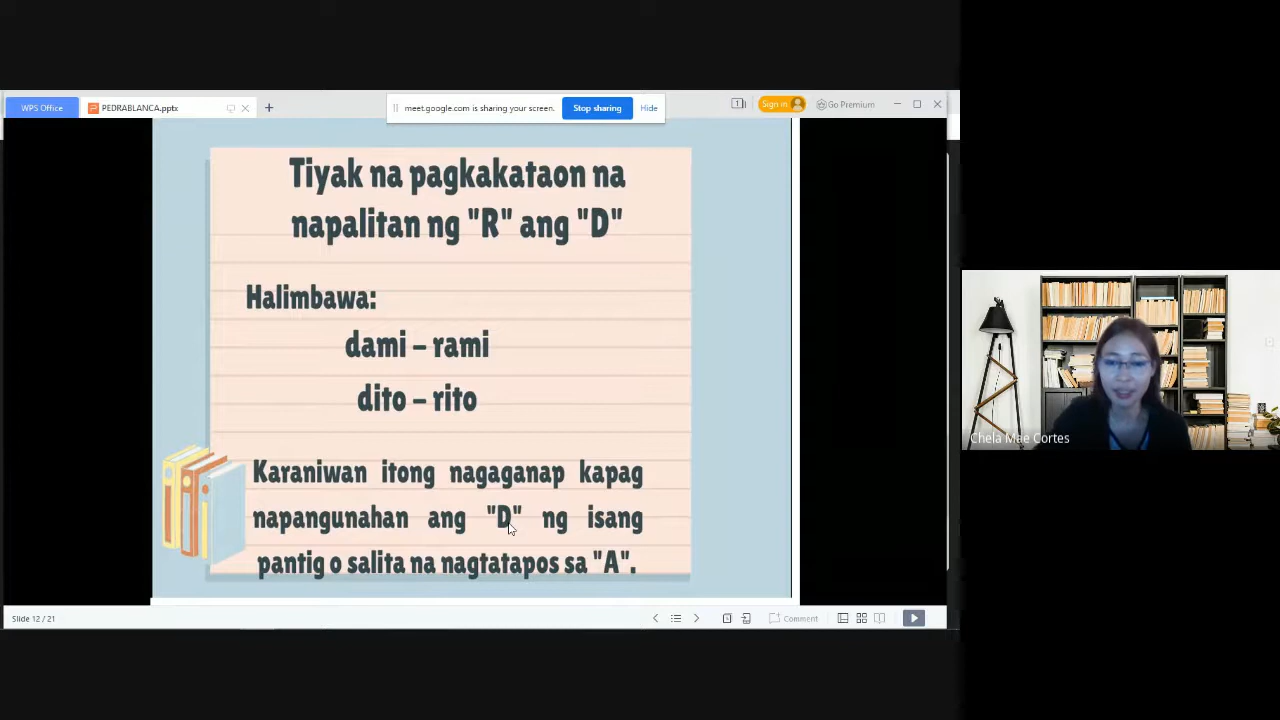 WPS Office
PEDRABLANCA.pptx
meet.google.com is sharing your screen.
Stop sharing
Hide
1
Sign in
Go Premium
Tiyak na pagkakataon na
napalitan ng "R" ang "D"
Halimbawa:
dami – rami
dito – rito
Karaniwan itong nagaganap kapag
napangunahan ang "D" ng isang
pantig o salita na nagtatapos sa "A".
Chela Mae Cortes
Slide 12 / 21
Comment